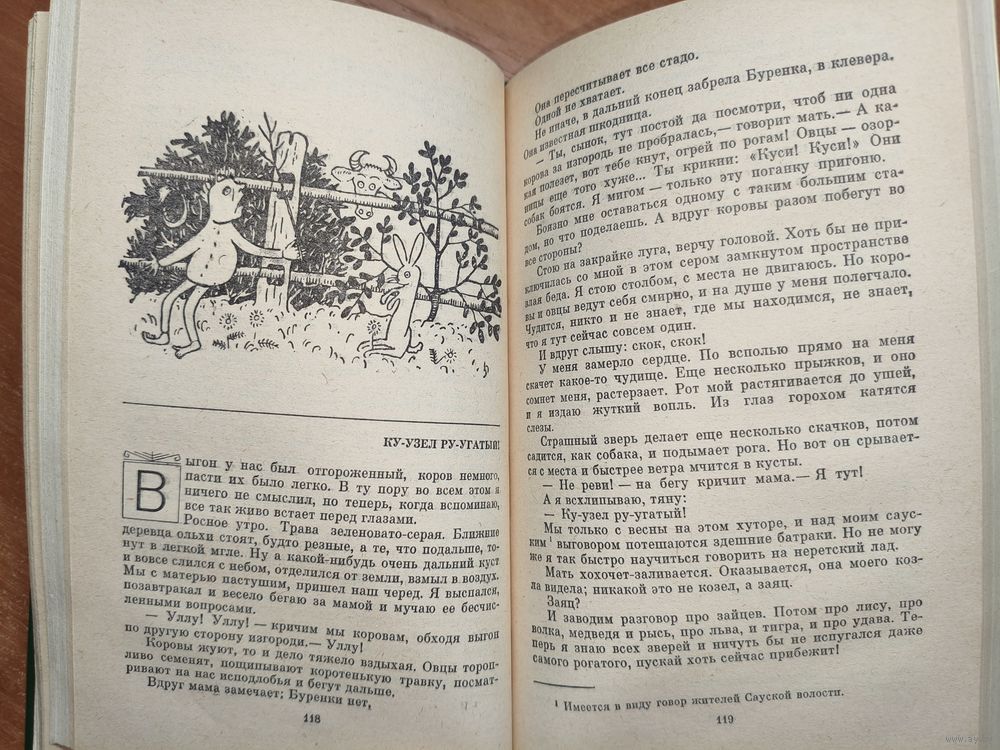 КУ-УЗЕЛ РУ-УГАТЫЙ!
Выгон у нас был отгороженный, коров немного,
пасти их было легко. В ту пору во всем этом я
ничего не смыслил, но теперь, когда вспоминаю,
все так живо встает перед глазами.
Росное утро. Трава зеленовато-серая. Ближние
деревца ольхи стоят, будто резные, а те, что подальше, то-
нут в легкой мгле. Ну а какой-нибудь очень дальний куст
и вовсе слился с небом, отделился от земли, взмыл в воздух.
Мы с матерью пастушим, пришел наш черед. Я выспался,
позавтракал и весело бегаю за мамой и мучаю ее бесчис-
ленными вопросами.
— Уллу! Уллу! — кричим мы коровам, обходя выгон
по другую сторону изгороди.— Уллу!
Коровы жуют, то и дело тяжело вздыхая. Овцы тороп-
ливо семенят, пощипывают коротенькую травку, посмат-
ривают на нас исподлобья и бегут дальше.
Вдруг мама замечает: Буренки нет,
118
Она пересчитывает все стадо.
Одной не хватает.
Не иначе, в дальний конец забрела Буренка, в клевера.
Она известная шкодница.
— Ты, сынок, тут постой да посмотри, чтоб ни одна
корова за изгородь не пробралась,— говорит мать.— А ка-
кая полезет, вот тебе кнут, огрей по рогам! Овцы — озор-
ницы еще того хуже... Ты крикни: «Куси! Куси!» Они
собак боятся. Я мигом — только эту поганку пригоню.
Боязно мне оставаться одному с таким большим ста-
дом, но что поделаешь. А вдруг коровы разом побегут во
все стороны?
Стою на закрайке луга, верчу головой. Хоть бы не при-
ключилась со мной в этом сером замкнутом пространстве
злая беда. Я стою столбом, с места не двигаюсь. Но коро-
вы и овцы ведут себя смирно, и на душе у меня полегчало.
Чудится, никто и не знает, где мы находимся, не знает,
что я тут сейчас совсем один.
И вдруг слышу: скок, скок!
У меня замерло сердце. По всполью прямо на меня
скачет какое-то чудище. Еще несколько прыжков, и оно
сомнет меня, растерзает. Рот мой растягивается до ушей,
и я издаю жуткий вопль. Из глаз горохом катятся
слезы.
Страшный зверь делает еще несколько скачков, потом
садится, как собака, и подымает рога. Но вот он срывает-
ся с места и быстрее ветра мчится в кусты.
— Не реви! — на бегу кричит мама.— Я тут!
А я всхлипываю, тяну:
— Ку-узел ру-угатый!
Мы только с весны на этом хуторе, и над моим саус-
ким ¹ выговором потешаются здешние батраки. Но не могу
же я так быстро научиться говорить на неретский лад.
Мать хохочет-заливается. Оказывается, она моего коз-
ла видела; никакой это не козел, а заяц.
Заяц?
И заводим разговор про зайцев. Потом про лису, про
волка, медведя и рысь, про льва, и тигра, и про удава. Те-
перь я знаю всех зверей и ничуть бы не испугался даже
самого рогатого, пускай хоть сейчас прибежит!
¹ Имеется в виду говор жителей Сауской волости.
119